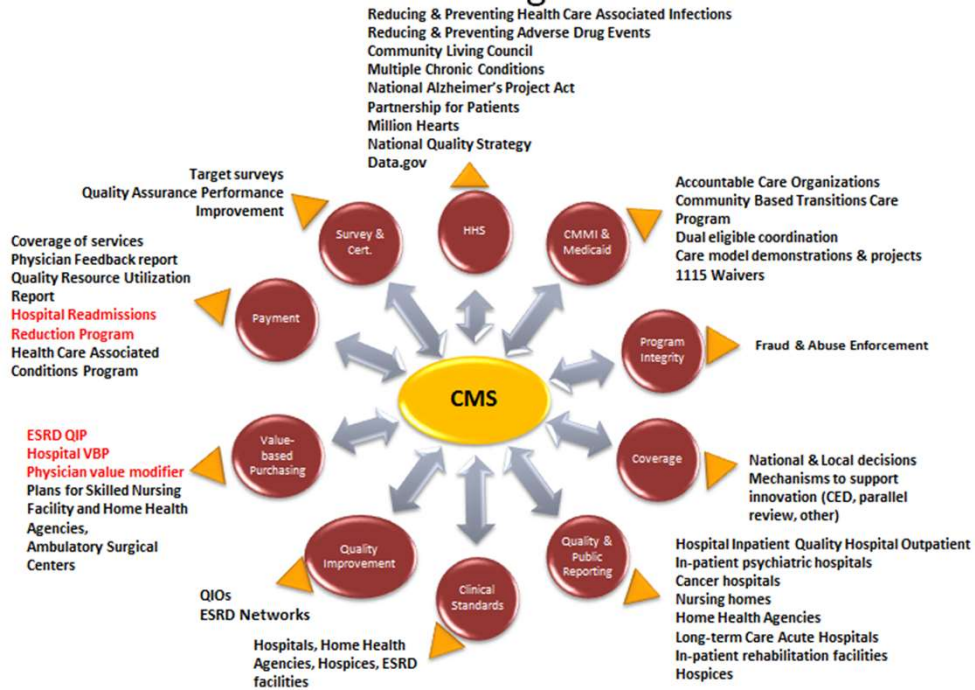 Reducing & Preventing Health Care Associated Infections
Reducing & Preventing Adverse Drug Events
Community Living Council
Multiple Chronic Conditions
National Alzheimer's Project Act
Partnership for Patients
Million Hearts
National Quality Strategy
Data.gov
Target surveys
Quality Assurance Performance
Improvement
Survey &
Cert.
HHS
CMMI &
Medicaid
Accountable Care Organizations
Community Based Transitions Care
Program
Dual eligible coordination
Care model demonstrations & projects
1115 Waivers
Coverage of services
Physician Feedback report
Quality Resource Utilization
Report
Hospital Readmissions
Reduction Program
Health Care Associated
Conditions Program
Payment
Program
Integrity
Fraud & Abuse Enforcement
CMS
ESRD QIP
Hospital VBP
Physician value modifier
Plans for Skilled Nursing
Facility and Home Health
Agencies,
Ambulatory Surgical
Centers
Value-
based
Purchasing
Coverage
National & Local decisions
Mechanisms to support
innovation (CED, parallel
review, other)
Quality
Improvement
QIOs
ESRD Networks
Clinical
Standards
Hospitals, Home Health
Agencies, Hospices, ESRD
facilities
Quality &
Public
Reporting
Hospital Inpatient Quality Hospital Outpatient
In-patient psychiatric hospitals
Cancer hospitals
Nursing homes
Home Health Agencies
Long-term Care Acute Hospitals
In-patient rehabilitation facilities
Hospices